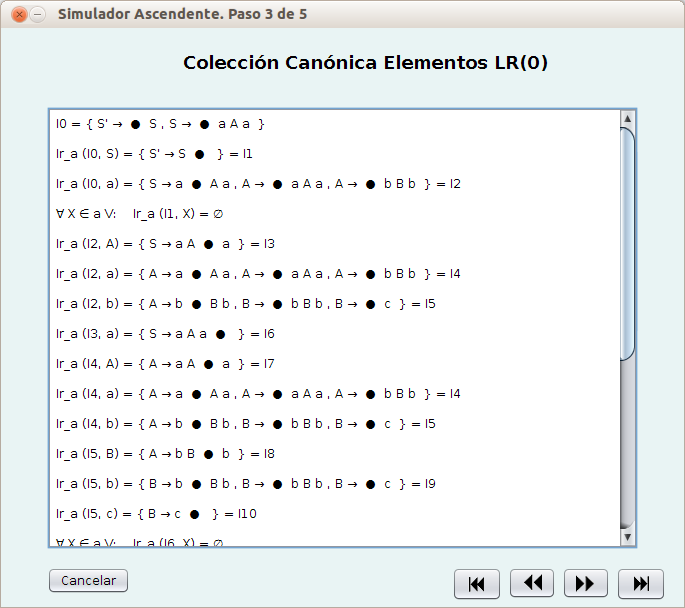 Simulador Ascendente. Paso 3 de 5
Colección Canónica Elementos LR(0)
I0 = { S' → ● S , S → ● a A a }
Ir_a (I0, S) = { S' → S ● } = I1
Ir_a (I0, a) = { S → a ● A a , A → ● a A a , A → ● b B b } = I2
∀ X ∈ a V: Ir_a (I1, X) = ∅
Ir_a (I2, A) = { S → a A ● a } = I3
Ir_a (I2, a) = { A → a ● A a , A → ● a A a , A → ● b B b } = I4
Ir_a (I2, b) = { A → b ● B b , B → ● b B b , B → ● c } = I5
Ir_a (I3, a) = { S → a A a ● } = I6
Ir_a (I4, A) = { A → a A ● a } = I7
Ir_a (I4, a) = { A → a ● A a , A → ● a A a , A → ● b B b } = I4
Ir_a (I4, b) = { A → b ● B b , B → ● b B b , B → ● c } = I5
Ir_a (I5, B) = { A → b B ● b } = I8
Ir_a (I5, b) = { B → b ● B b , B → ● b B b , B → ● c } = I9
Ir_a (I5, c) = { B → c ● } = I10
∀ X ∈ a V: Ir_a (I6, X) = ∅
Cancelar